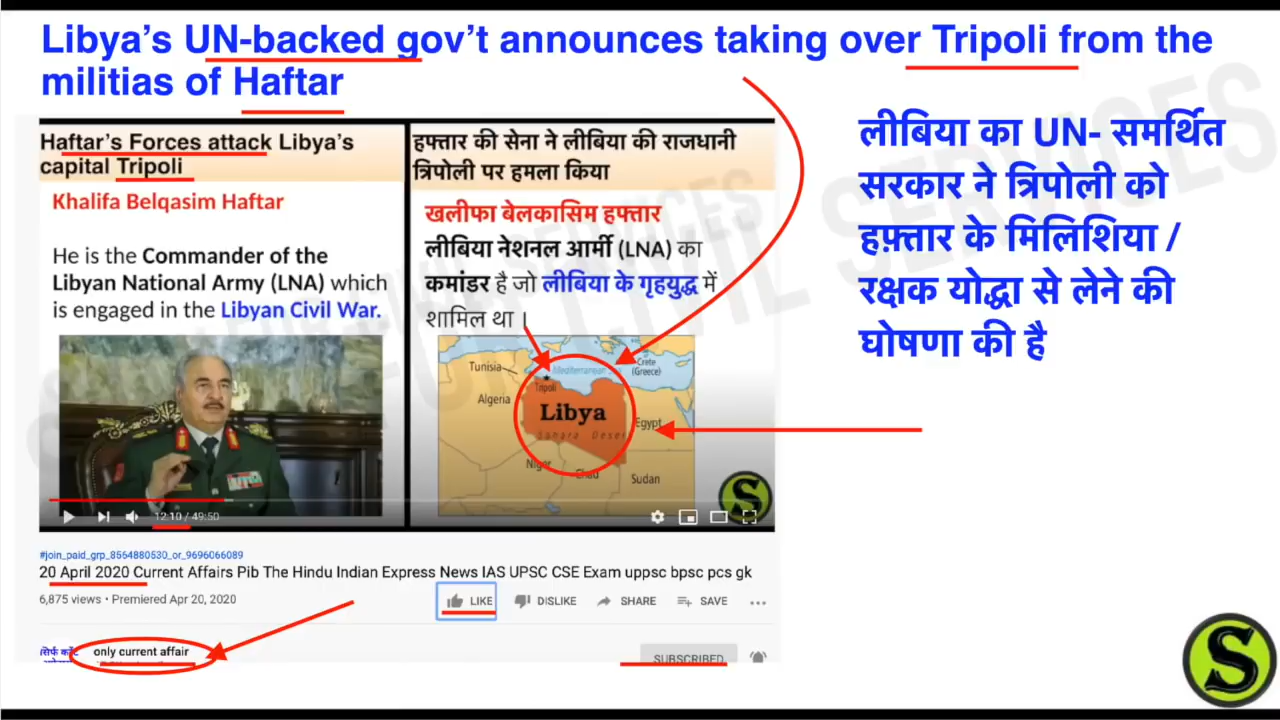 Libya's UN-backed gov't announces taking over Tripoli from the
militias of Haftar
Haftar's Forces attack Libya's
capital Tripoli
Khalifa Belqasim Haftar
He is the Commander of the
Libyan National Army (LNA) which
is engaged in the Libyan Civil War.
हफ्तार की सेना ने लीबिया की राजधानी
त्रिपोली पर हमला किया
खलीफा बेलकासिम हफ्तार
लीबिया नेशनल आर्मी (LNA) का
कमांडर है जो लीबिया के गृहयुद्ध में
शामिल था ।
Tunisia
Mediterranean
Crete
(Greece)
Tripoli
Algeria
Libya
Egypt
Sahara Desert
Niger
Chad
Sudan
S
12:10 / 49:50
#join_paid_grp_8564880530_or_9696066089
20 April 2020 Current Affairs Pib The Hindu Indian Express News IAS UPSC CSE Exam uppsc bpsc pcs gk
6,875 views • Premiered Apr 20, 2020
LIKE
DISLIKE
SHARE
SAVE
only current affair
SUBSCRIBED
लीबिया का UN- समर्थित
सरकार ने त्रिपोली को
हफ़्तार के मिलिशिया /
रक्षक योद्धा से लेने की
घोषणा की है
S
CIVIL SERVICES